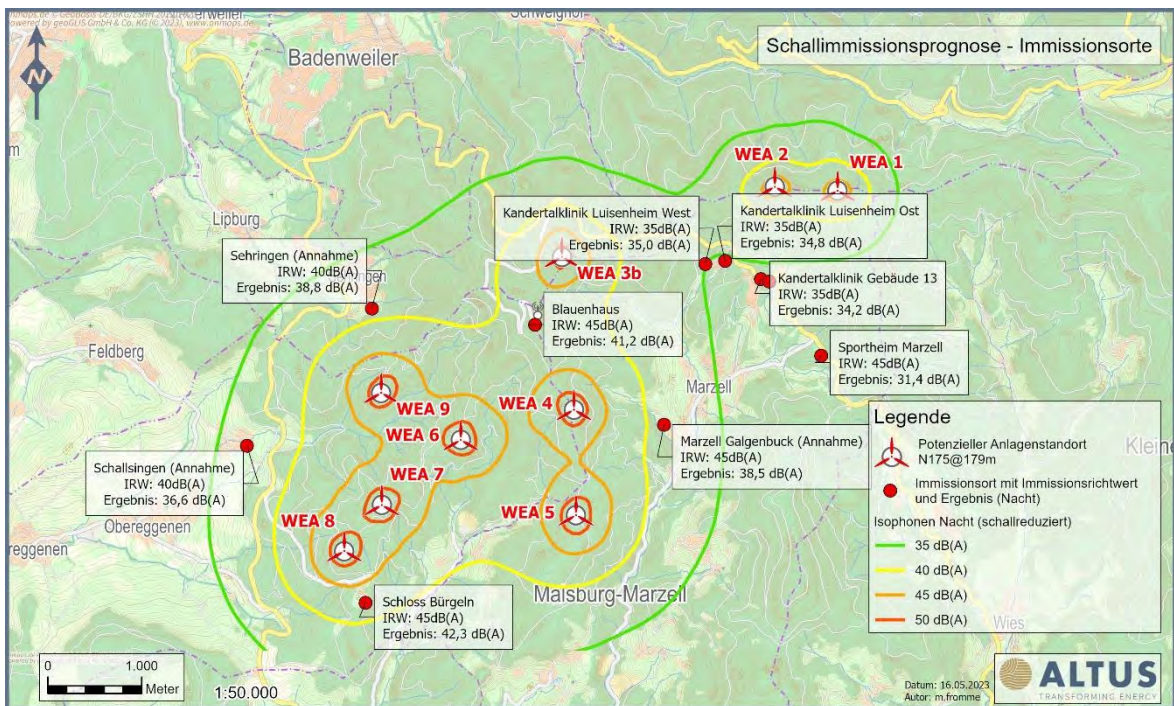 Schallimmissionsprognose - Immissionsorte
N
Schweighof
Badenweiler
WEA 2
WEA 1
Lipburg
Kandertalklinik Luisenheim West
IRW: 35dB(A)
Ergebnis: 35,0 dB(A)
Kandertalklinik Luisenheim Ost
IRW: 35dB(A)
Ergebnis: 34,8 dB(A)
Sehringen (Annahme)
IRW: 40dB(A)
Ergebnis: 38,8 dB(A)
WEA 3b
Kandertalklinik Gebäude 13
IRW: 35dB(A)
Ergebnis: 34,2 dB(A)
Blauenhaus
IRW: 45dB(A)
Ergebnis: 41,2 dB(A)
Feldberg
Sportheim Marzell
IRW: 45dB(A)
Ergebnis: 31,4 dB(A)
Marzell
WEA 9
WEA 4
WEA 6
Marzell Galgenbuck (Annahme)
IRW: 45dB(A)
Ergebnis: 38,5 dB(A)
Schallsingen (Annahme)
IRW: 40dB(A)
Ergebnis: 36,6 dB(A)
WEA 7
WEA 5
WEA 8
Obereggenen
eggenen
Malsburg-Marzell
Schloss Bürgeln
IRW: 45dB(A)
Ergebnis: 42,3 dB(A)
Wies
Legende
Potenzieller Anlagenstandort
N175@179m
Immissionsort mit Immissionsrichtwert
und Ergebnis (Nacht)
Isophonen Nacht (schallreduziert)
35 dB(A)
40 dB(A)
45 dB(A)
50 dB(A)
0 1.000
Meter
1:50.000
Datum: 16.05.2023
Autor: m.fromme
ALTUS
TRANSFORMING ENERGY